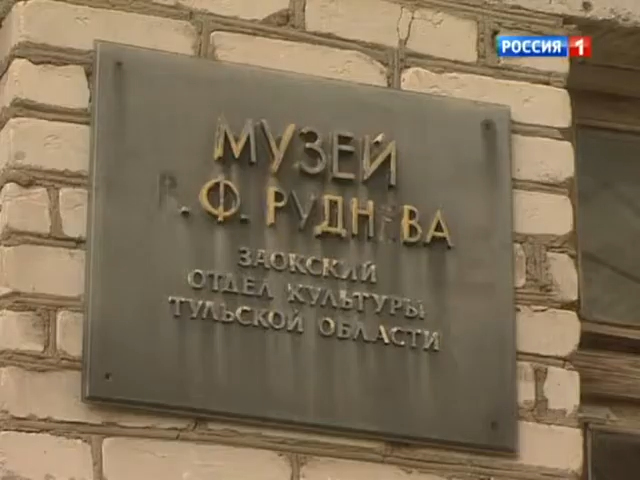 РОССИЯ 1
МУЗЕЙ
В. Ф. РУДНЕВА
ЗАОКСКИЙ
ОТДЕЛ КУЛЬТУРЫ
ТУЛЬСКОЙ ОБЛАСТИ